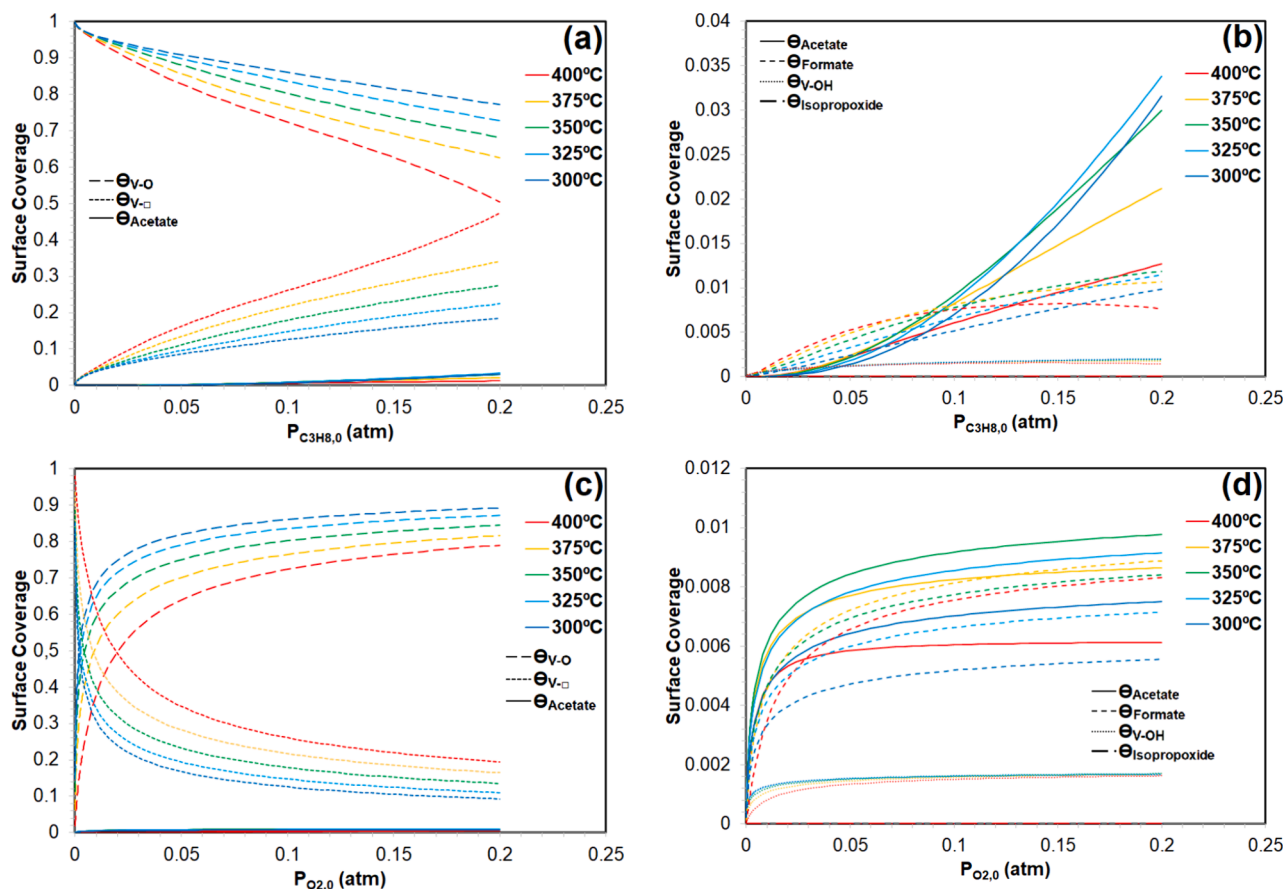 (a)
1
0.9
0.8
0.7
0.6
0.5
0.4
0.3
0.2
0.1
0
Surface Coverage
400ºC
375ºC
350ºC
325ºC
300ºC
ΘV-O
ΘV-□
ΘAcetate
0
0.05
0.1
0.15
0.2
0.25
PC3H8,0 (atm)
(b)
0.04
0.035
0.03
0.025
0.02
0.015
0.01
0.005
0
Surface Coverage
ΘAcetate
ΘFormate
ΘV-OH
ΘIsopropoxide
400ºC
375ºC
350ºC
325ºC
300ºC
0
0.05
0.1
0.15
0.2
0.25
PC3H8,0 (atm)
(c)
1
0.9
0.8
0.7
0.6
0.5
0.4
0.3
0.2
0.1
0
Surface Coverage
400ºC
375ºC
350ºC
325ºC
300ºC
ΘV-O
ΘV-□
ΘAcetate
0
0.05
0.1
0.15
0.2
0.25
PO2,0 (atm)
(d)
0.012
0.01
0.008
0.006
0.004
0.002
0
Surface Coverage
400ºC
375ºC
350ºC
325ºC
300ºC
ΘAcetate
ΘFormate
ΘV-OH
ΘIsopropoxide
0
0.05
0.1
0.15
0.2
0.25
PO2,0 (atm)